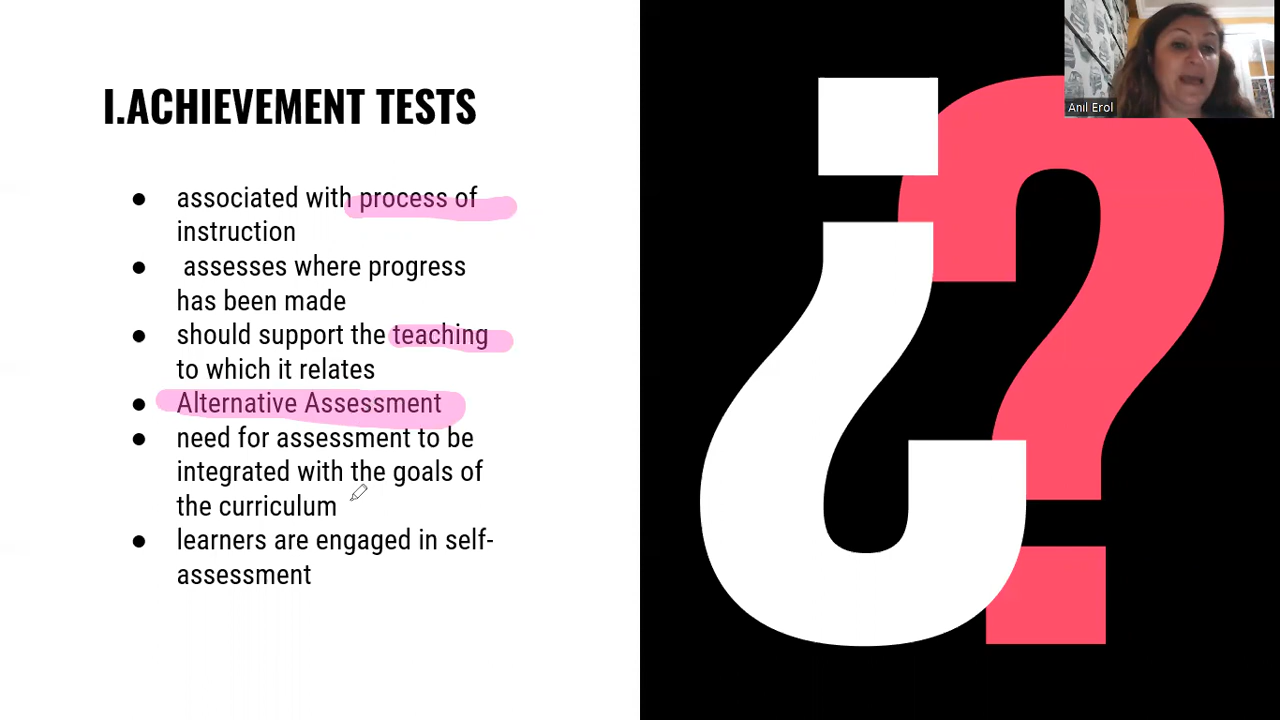 I.ACHIEVEMENT TESTS
● associated with process of
instruction
● assesses where progress
has been made
● should support the teaching
to which it relates
● Alternative Assessment
● need for assessment to be
integrated with the goals of
the curriculum
● learners are engaged in self-
assessment
Anıl Erol